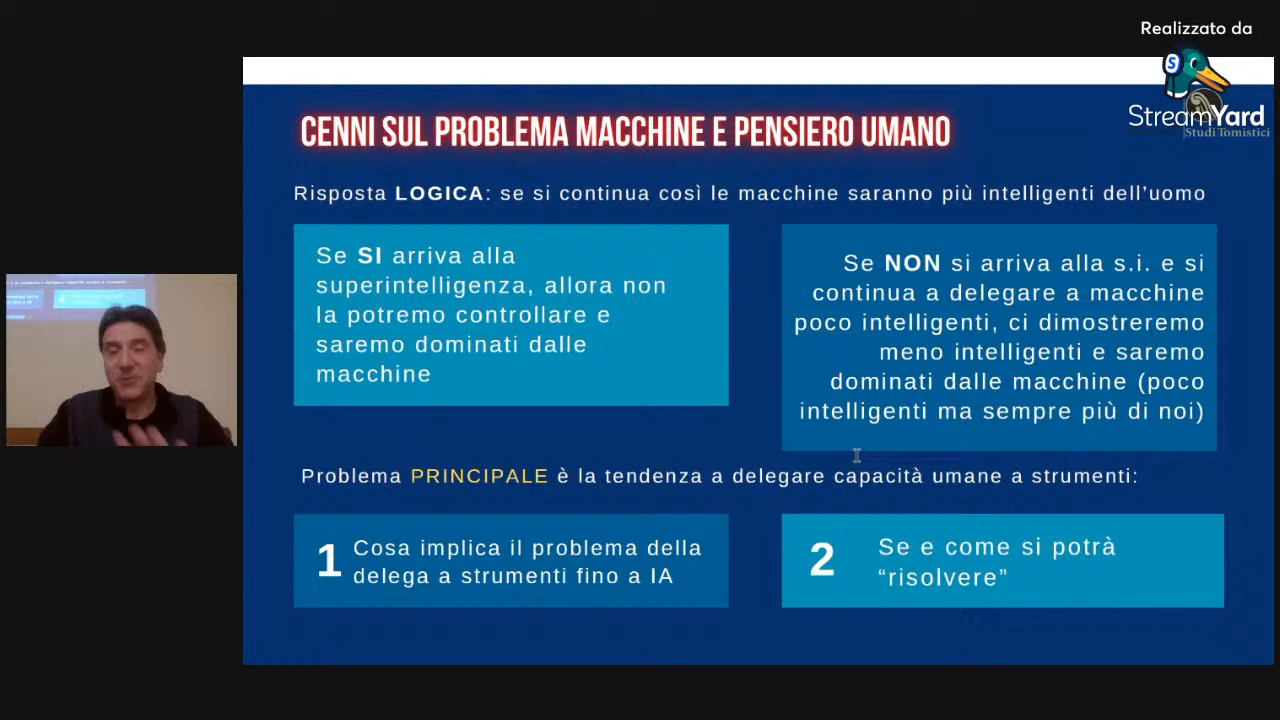 Realizzato da
StreamYard
Studi Tomistici
CENNI SUL PROBLEMA MACCHINE E PENSIERO UMANO
Risposta LOGICA: se si continua così le macchine saranno più intelligenti dell'uomo
Se SI arriva alla
superintelligenza, allora non
la potremo controllare e
saremo dominati dalle
macchine
Se NON si arriva alla s.i. e si
continua a delegare a macchine
poco intelligenti, ci dimostreremo
meno intelligenti e saremo
dominati dalle macchine (poco
intelligenti ma sempre più di noi)
Problema PRINCIPALE è la tendenza a delegare capacità umane a strumenti:
1 Cosa implica il problema della
delega a strumenti fino a IA
2 Se e come si potrà
“risolvere”